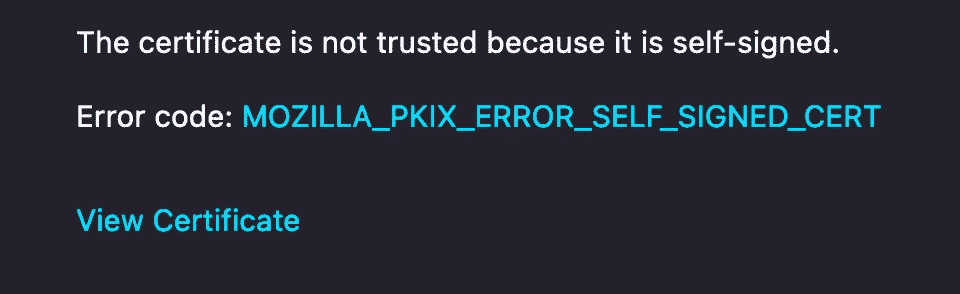 The certificate is not trusted because it is self-signed.
Error code: MOZILLA_PKIX_ERROR_SELF_SIGNED_CERT
View Certificate